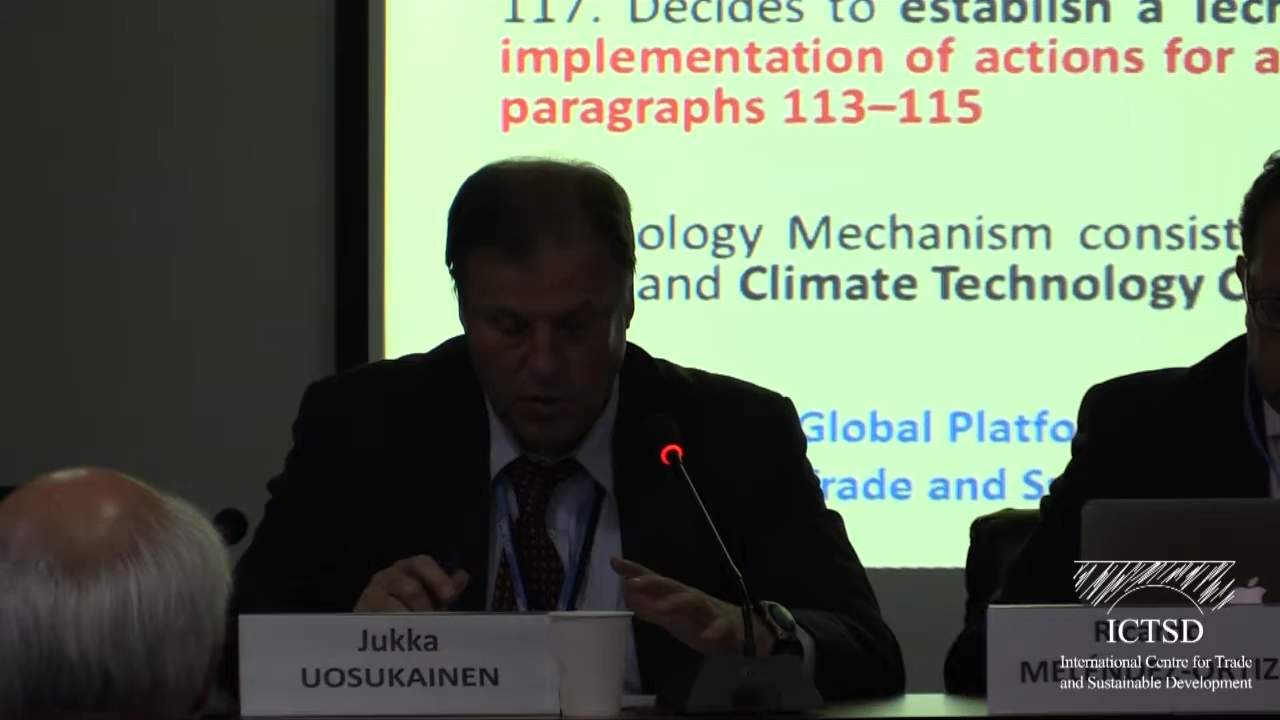 117. Decides to establish a Tech
implementation of actions for a
paragraphs 113–115
ology Mechanism consist
and Climate Technology C
Global Platfo
rade and S
Jukka
UOSUKAINEN
ICTSD
International Centre for Trade
and Sustainable Development